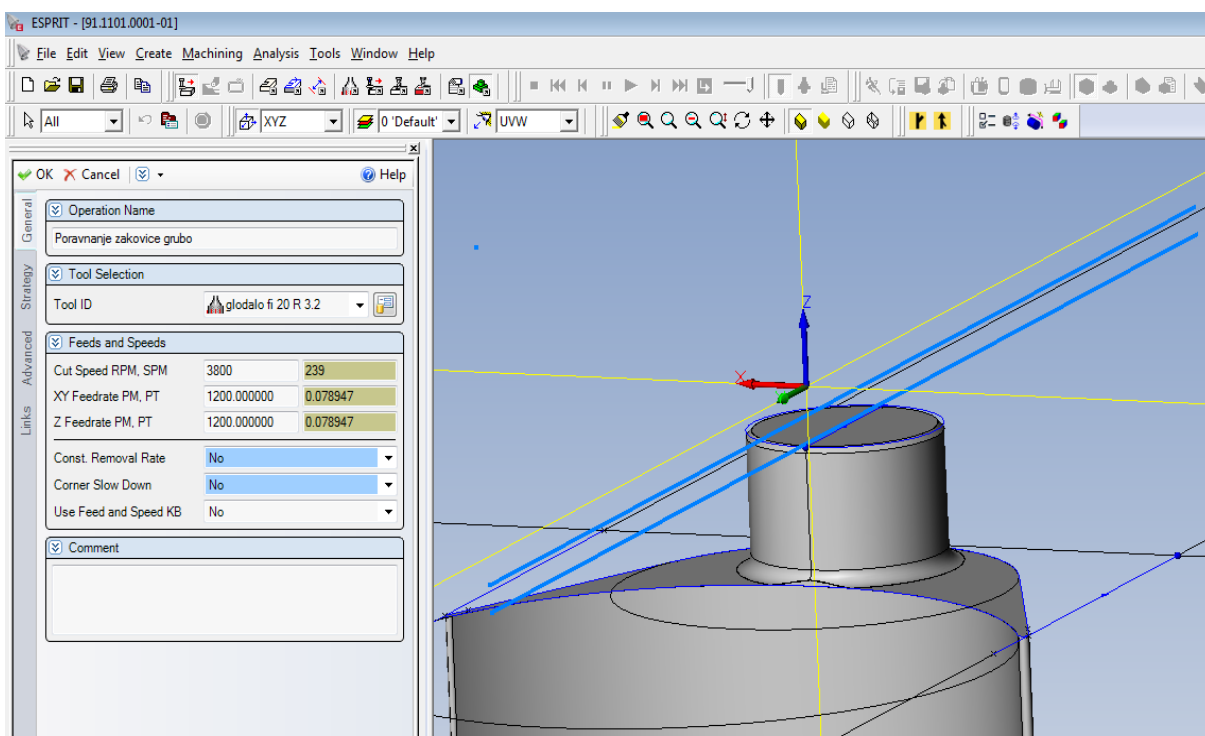 ESPRIT - [91.1101.0001-01]
File Edit View Create Machining Analysis Tools Window Help
All XYZ 0 'Default' UVW
OK Cancel Help
General
Strategy
Advanced
Links
Operation Name
Poravnanje zakovice grubo
Tool Selection
Tool ID glodalo fi 20 R 3.2
Feeds and Speeds
Cut Speed RPM, SPM 3800 239
XY Feedrate PM, PT 1200.000000 0.078947
Z Feedrate PM, PT 1200.000000 0.078947
Const. Removal Rate No
Corner Slow Down No
Use Feed and Speed KB No
Comment
Z
X